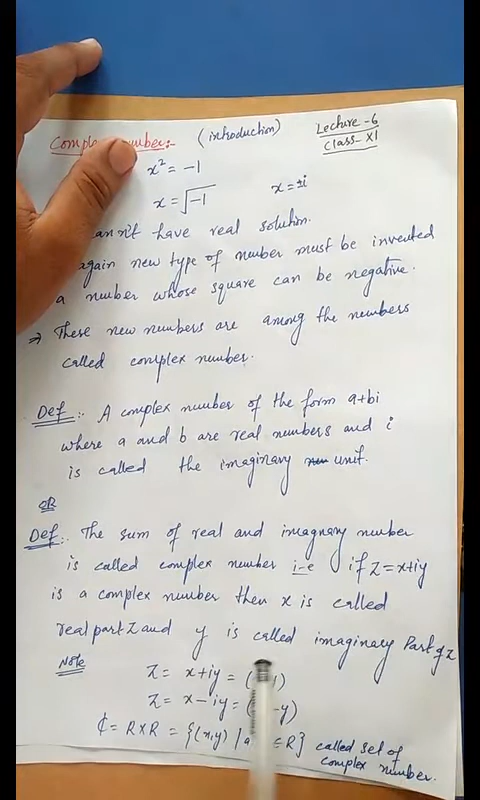 Complex Number:- (introduction) Lecture -6
Class- XI
x² = -1
x = √-1 x = ±i
can't have real solution.
again new type of number must be invented
a number whose square can be negative.
⇒ These new numbers are among the numbers
called complex number.
Def:. A complex number of the form a+bi
where a and b are real numbers and i
is called the imaginary unit.
OR
Def:. The sum of real and imagnary number
is called complex number i-e if Z=x+iy
is a complex number then x is called
real part Z and y is called imaginary Part of Z
Note
Z = x+iy = (
Z = x-iy = ( -y)
₵ = R×R = {(x,y) | ∈R} called set of
complex number.